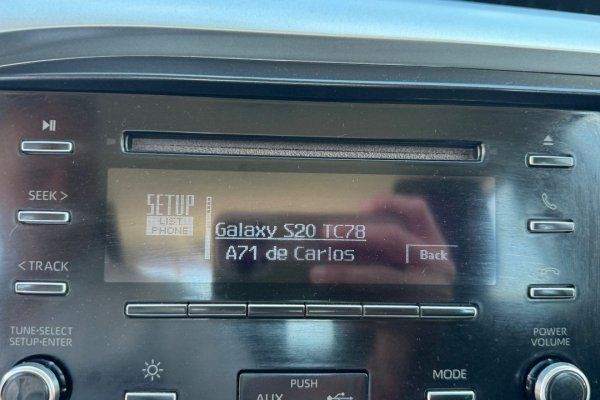 SEEK >
< TRACK
TUNE•SELECT
SETUP•ENTER
SETUP
LIST
PHONE
Galaxy S20 TC78
A71 de Carlos
Back
PUSH
AUX
MODE
POWER
VOLUME